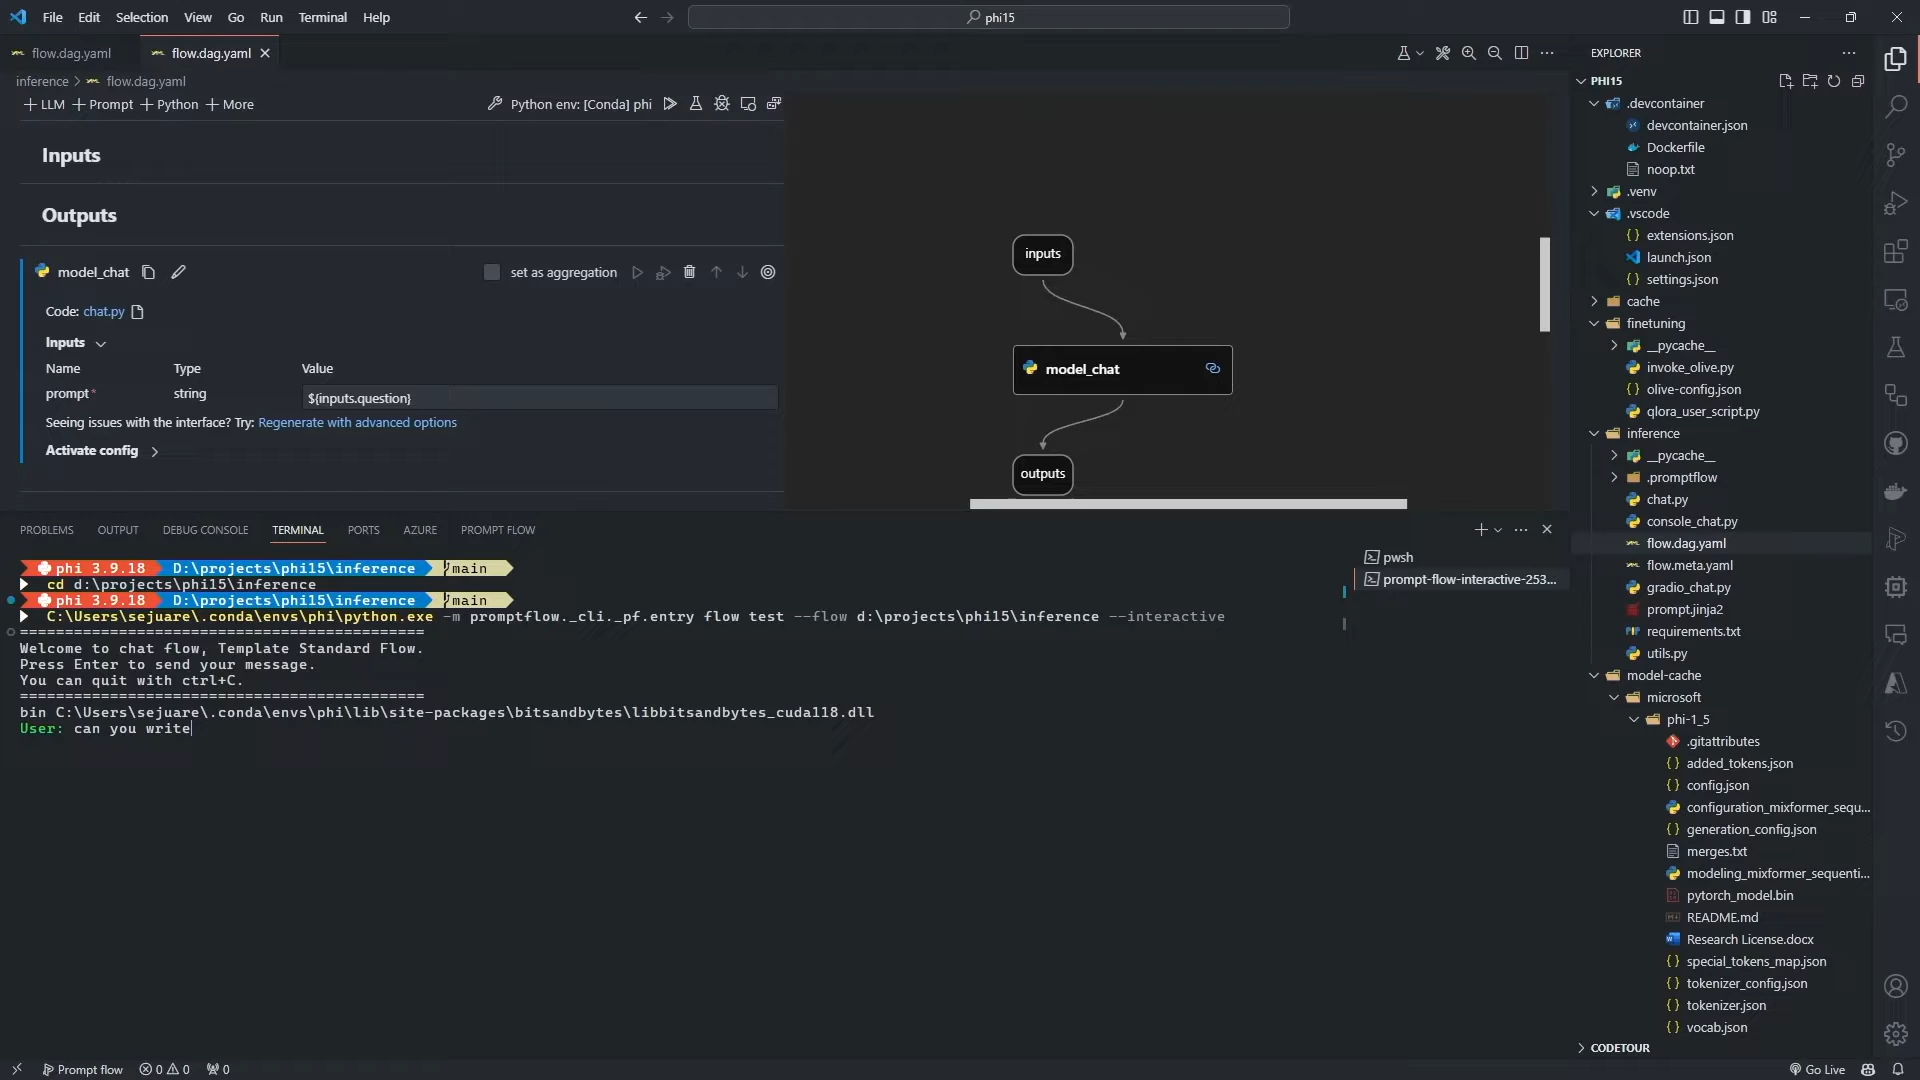 File Edit Selection View Go Run Terminal Help
phi15
flow.dag.yaml
flow.dag.yaml
inference > flow.dag.yaml
LLM Prompt Python More
Python env: [Conda] phi
Inputs
Outputs
model_chat
set as aggregation
Code: chat.py
Inputs
Name Type Value
prompt* string ${inputs.question}
Seeing issues with the interface? Try: Regenerate with advanced options
Activate config
inputs
model_chat
outputs
PROBLEMS OUTPUT DEBUG CONSOLE TERMINAL PORTS AZURE PROMPT FLOW
phi 3.9.18 D:\projects\phi15\inference main
cd d:\projects\phi15\inference
phi 3.9.18 D:\projects\phi15\inference main
C:\Users\sejuare\.conda\envs\phi\python.exe -m promptflow._cli._pf.entry flow test --flow d:\projects\phi15\inference --interactive
=============================================
Welcome to chat flow, Template Standard Flow.
Press Enter to send your message.
You can quit with ctrl+C.
=============================================
bin C:\Users\sejuare\.conda\envs\phi\lib\site-packages\bitsandbytes\libbitsandbytes_cuda118.dll
User: can you write
pwsh
prompt-flow-interactive-253...
EXPLORER
PHI15
.devcontainer
devcontainer.json
Dockerfile
noop.txt
.venv
.vscode
extensions.json
launch.json
settings.json
cache
finetuning
__pycache__
invoke_olive.py
olive-config.json
qlora_user_script.py
inference
__pycache__
.promptflow
chat.py
console_chat.py
flow.dag.yaml
flow.meta.yaml
gradio_chat.py
prompt.jinja2
requirements.txt
utils.py
model-cache
microsoft
phi-1_5
.gitattributes
added_tokens.json
config.json
configuration_mixformer_sequ...
generation_config.json
merges.txt
modeling_mixformer_sequenti...
pytorch_model.bin
README.md
Research License.docx
special_tokens_map.json
tokenizer_config.json
tokenizer.json
vocab.json
CODETOUR
Prompt flow 0 0 0
Go Live